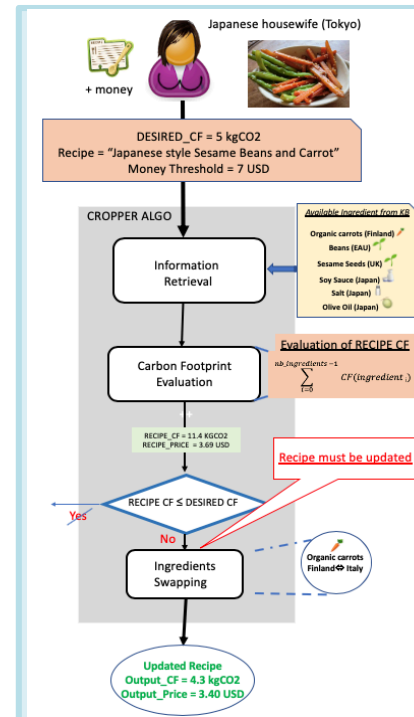 Japanese housewife (Tokyo)
+ money
DESIRED_CF = 5 kgCO2
Recipe = “Japanese style Sesame Beans and Carrot”
Money Threshold = 7 USD
CROPPER ALGO
Available Ingredient from KB
Organic carrots (Finland)
Beans (EAU)
Sesame Seeds (UK)
Soy Sauce (Japan)
Salt (Japan)
Olive Oil (Japan)
Information
Retrieval
Carbon Footprint
Evaluation
Evaluation of RECIPE CF
nb_ingredients−1
∑ CF(ingredient i)
i=0
RECIPE_CF = 11.4 KGCO2
RECIPE_PRICE = 3.69 USD
Recipe must be updated
RECIPE CF ≤ DESIRED CF
Yes
No
Ingredients
Swapping
Organic carrots
Finland⇔ Italy
Updated Recipe
Output_CF = 4.3 kgCO2
Output_Price = 3.40 USD